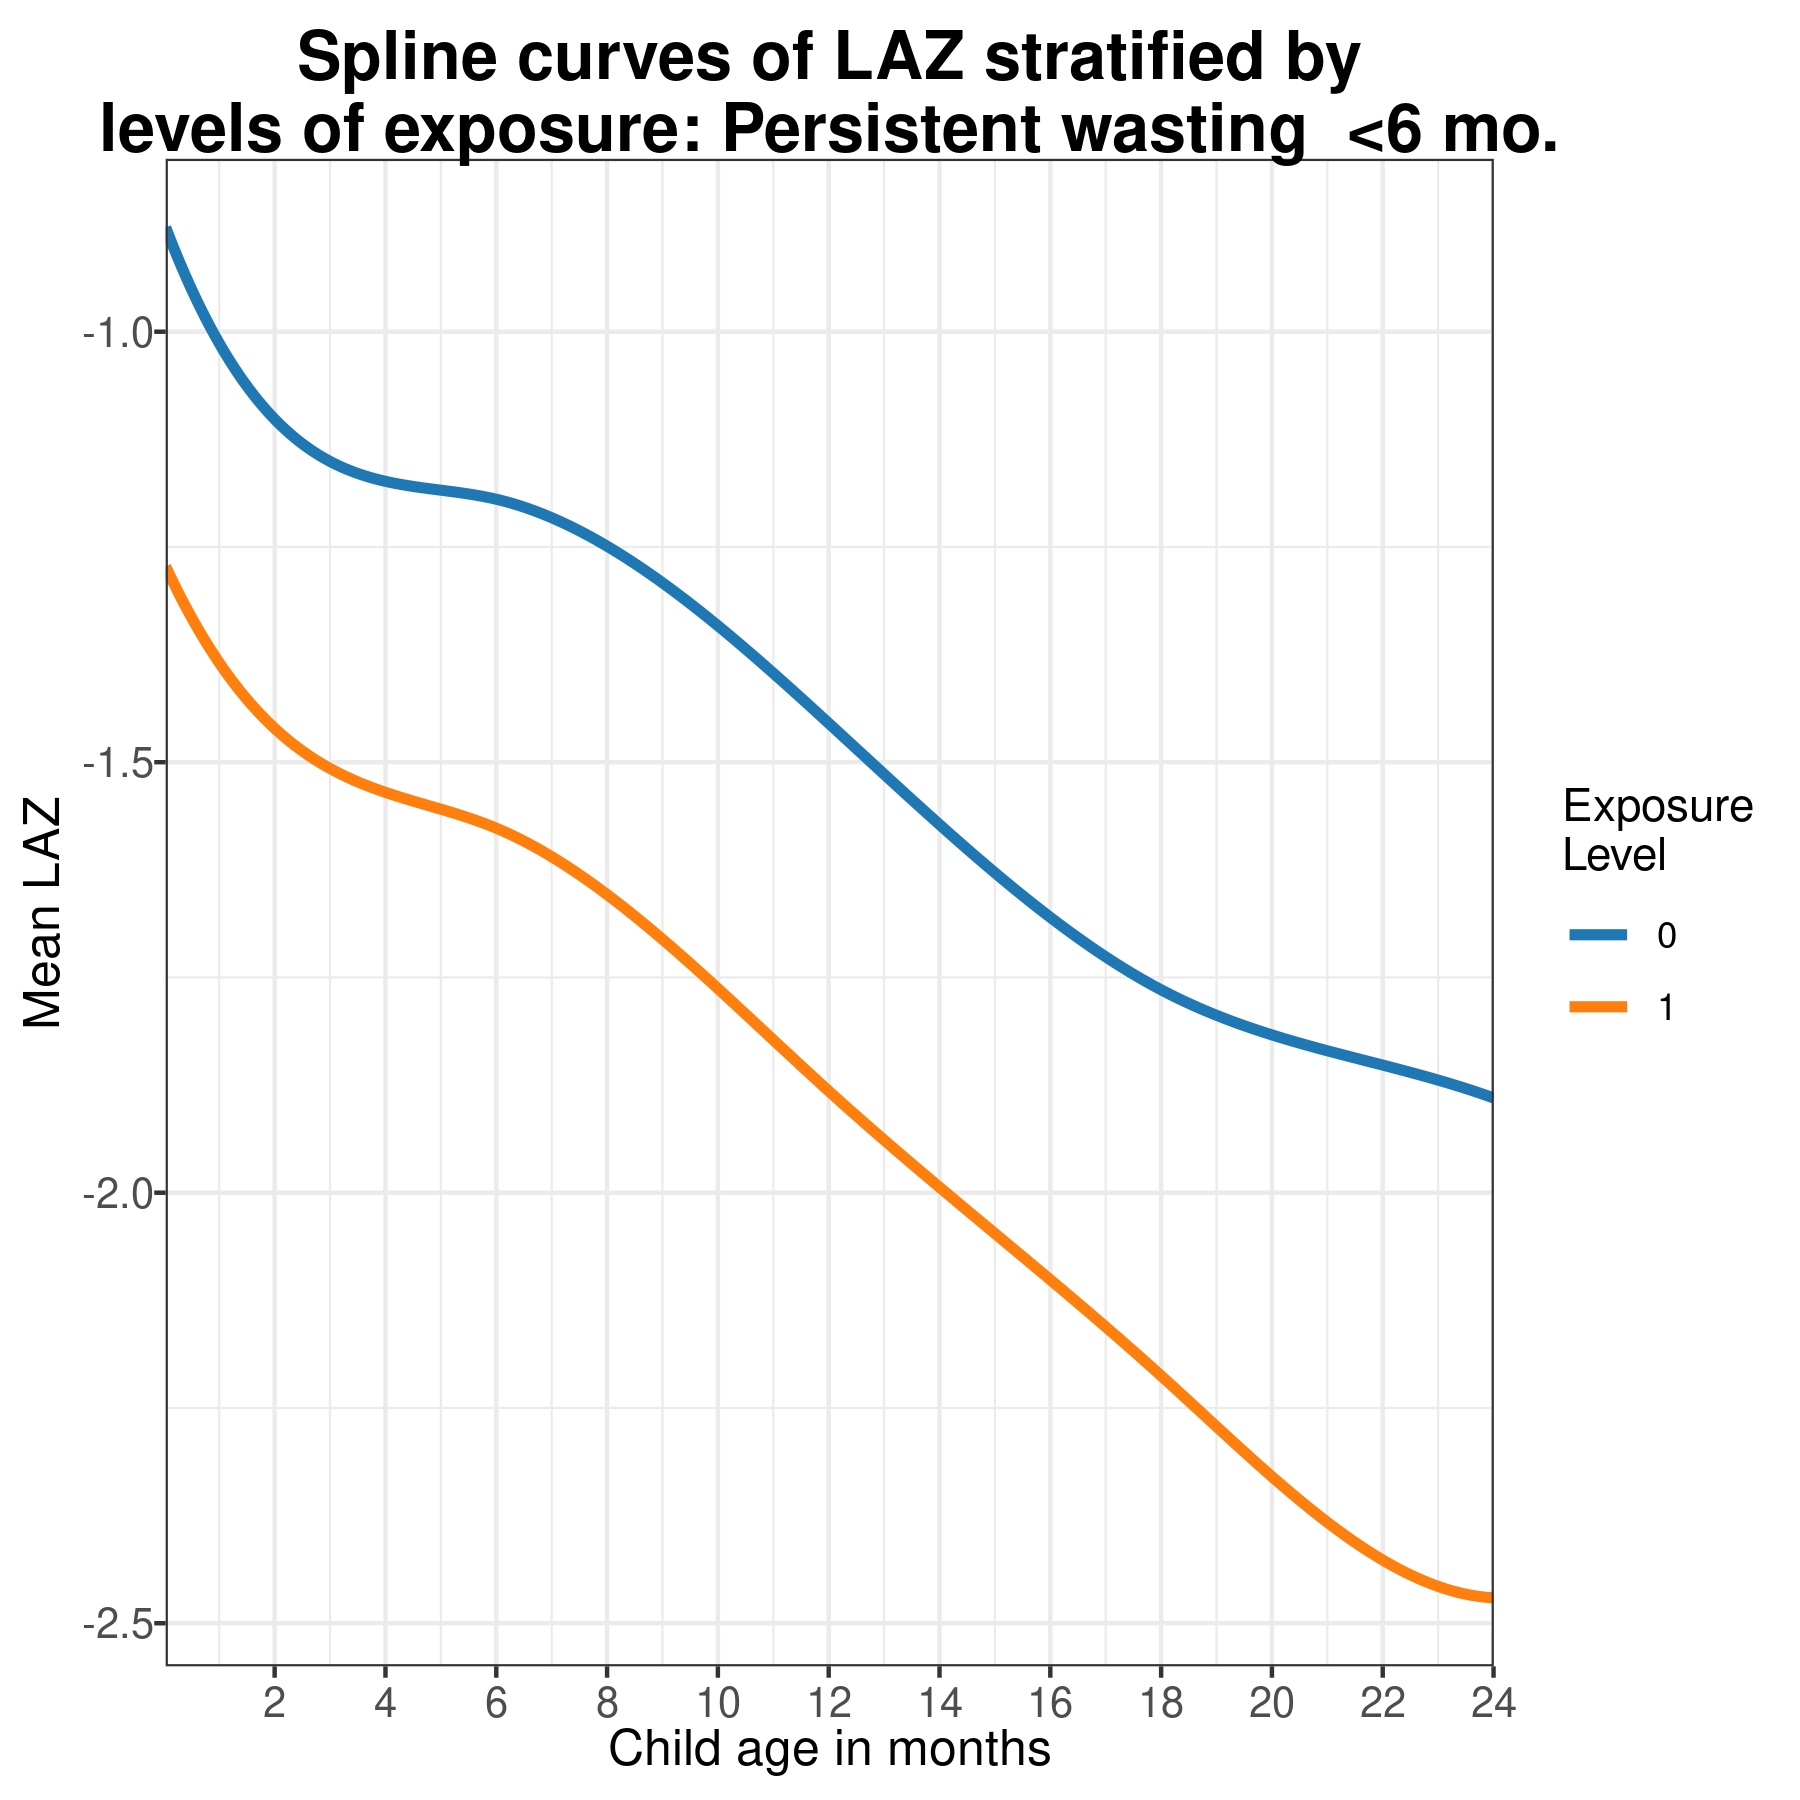 Spline curves of LAZ stratified by
levels of exposure: Persistent wasting  <6 mo.
Mean LAZ
-1.0
-1.5
-2.0
-2.5
2 4 6 8 10 12 14 16 18 20 22 24
Child age in months
Exposure
Level
0
1